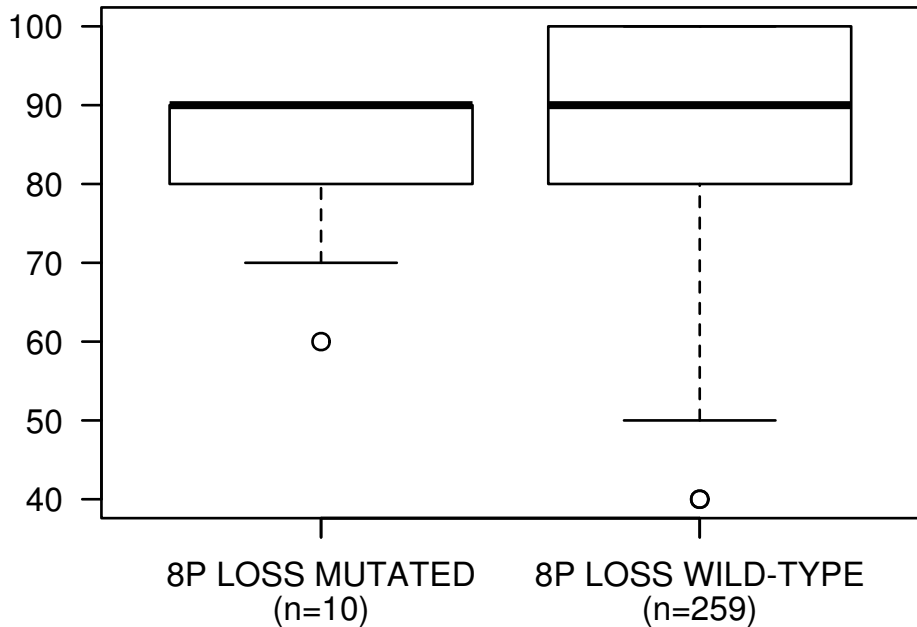 100
90
80
70
60
50
40
8P LOSS MUTATED
(n=10)
8P LOSS WILD-TYPE
(n=259)